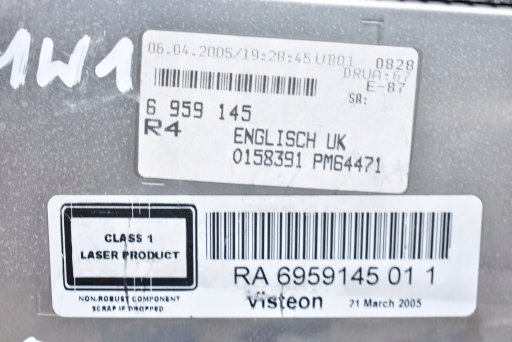 1W1
06.04.2005/19:28:45 UB01 0828
DRUA:67
E-87
SA:
6 959 145
R4
ENGLISCH UK
0158391 PM64471
CLASS 1
LASER PRODUCT
NON-ROBUST COMPONENT
SCRAP IF DROPPED
RA 6959145 01 1
Visteon 21 March 2005